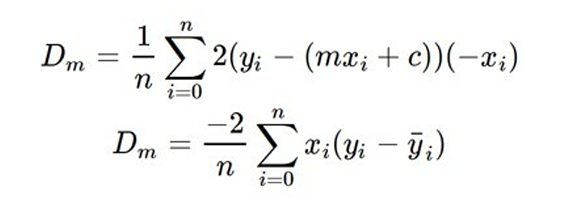 $$D_m = \frac{1}{n} \sum_{i=0}^{n} 2(y_i - (mx_i + c))(-x_i)$$
$$D_m = \frac{-2}{n} \sum_{i=0}^{n} x_i(y_i - \bar{y}_i)$$